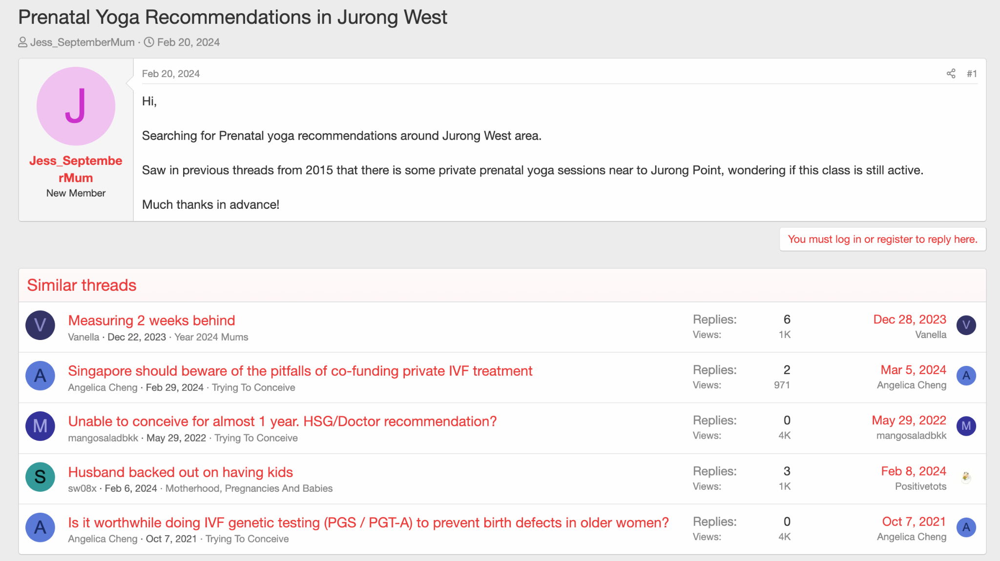 Prenatal Yoga Recommendations in Jurong West
Jess_SeptemberMum · Feb 20, 2024
J
Jess_Septembe
rMum
New Member
Feb 20, 2024 #1
Hi,
Searching for Prenatal yoga recommendations around Jurong West area.
Saw in previous threads from 2015 that there is some private prenatal yoga sessions near to Jurong Point, wondering if this class is still active.
Much thanks in advance!
You must log in or register to reply here.
Similar threads
V
Measuring 2 weeks behind
Vanella · Dec 22, 2023 · Year 2024 Mums
Replies: 6
Views: 1K
Dec 28, 2023
Vanella
V
A
Singapore should beware of the pitfalls of co-funding private IVF treatment
Angelica Cheng · Feb 29, 2024 · Trying To Conceive
Replies: 2
Views: 971
Mar 5, 2024
Angelica Cheng
A
M
Unable to conceive for almost 1 year. HSG/Doctor recommendation?
mangosaladbkk · May 29, 2022 · Trying To Conceive
Replies: 0
Views: 4K
May 29, 2022
mangosaladbkk
M
S
Husband backed out on having kids
sw08x · Feb 6, 2024 · Motherhood, Pregnancies And Babies
Replies: 3
Views: 1K
Feb 8, 2024
Positivetots
A
Is it worthwhile doing IVF genetic testing (PGS / PGT-A) to prevent birth defects in older women?
Angelica Cheng · Oct 7, 2021 · Trying To Conceive
Replies: 0
Views: 4K
Oct 7, 2021
Angelica Cheng
A